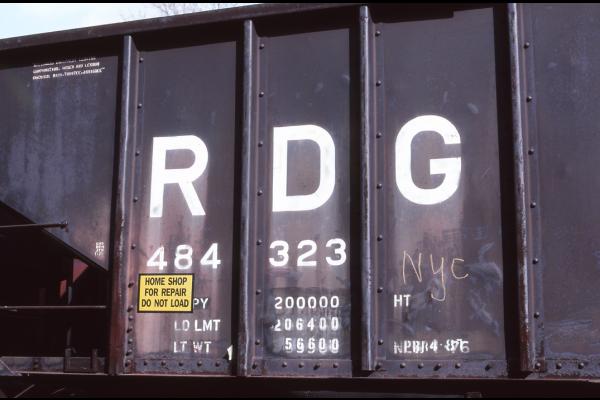 RDG
484 323
NYC
HOME SHOP
FOR REPAIR
DO NOT LOAD
PY 200000 HT
LD LMT 206400
LT WT 56600